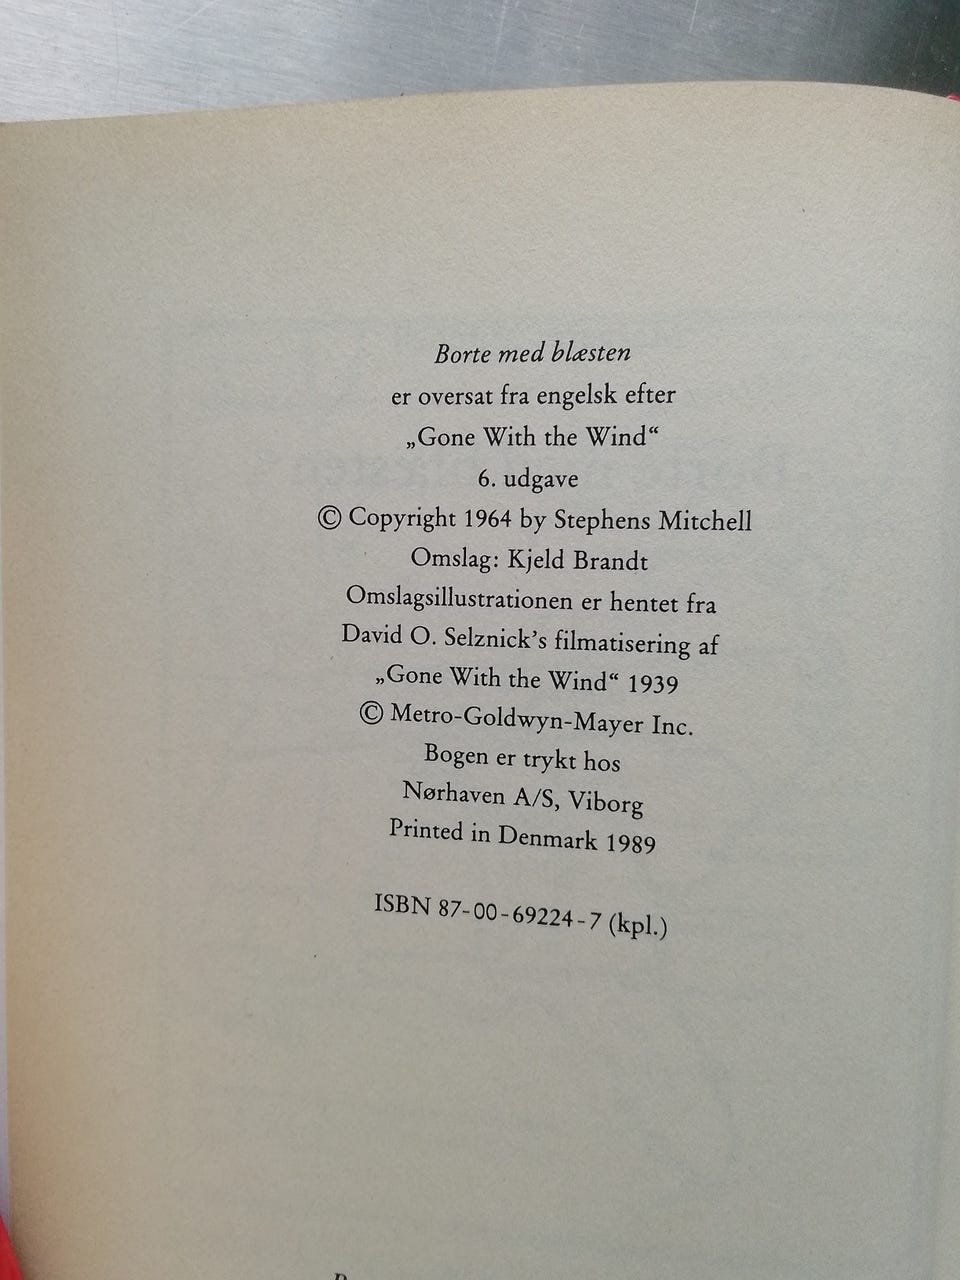 Borte med blæsten
er oversat fra engelsk efter
„Gone With the Wind“
6. udgave
© Copyright 1964 by Stephens Mitchell
Omslag: Kjeld Brandt
Omslagsillustrationen er hentet fra
David O. Selznick’s filmatisering af
„Gone With the Wind“ 1939
© Metro-Goldwyn-Mayer Inc.
Bogen er trykt hos
Nørhaven A/S, Viborg
Printed in Denmark 1989
ISBN 87-00-69224-7 (kpl.)